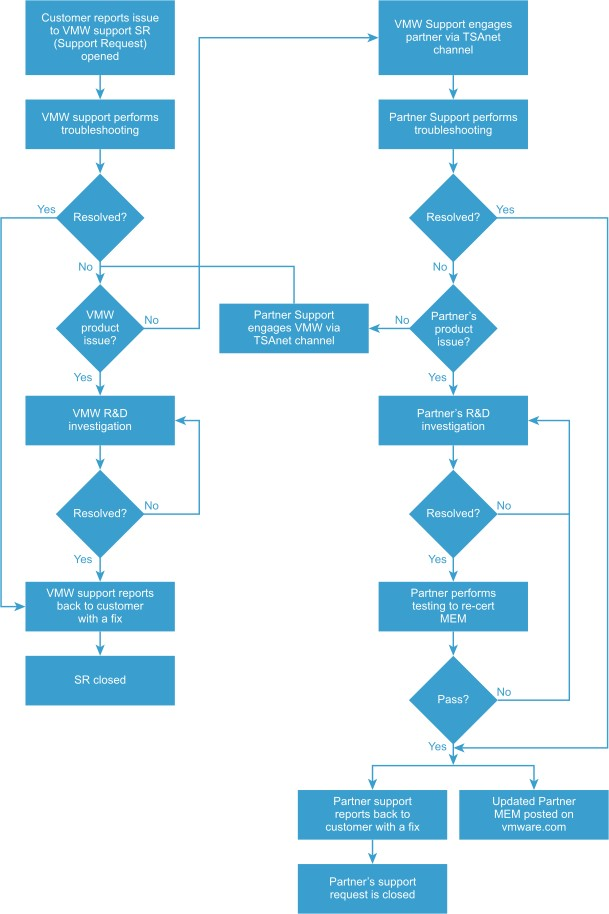 Customer reports issue
to VMW support SR
(Support Request)
opened
VMW support performs
troubleshooting
Resolved?
Yes
No
VMW
product
issue?
No
Yes
VMW R&D
investigation
Resolved?
No
Yes
VMW support reports
back to customer
with a fix
SR closed
Partner Support
engages VMW via
TSAnet channel
VMW Support engages
partner via TSAnet
channel
Partner Support performs
troubleshooting
Resolved?
Yes
No
Partner's
product
issue?
No
Yes
Partner's R&D
investigation
Resolved?
No
Yes
Partner performs
testing to re-cert
MEM
Pass?
No
Yes
Partner support
reports back to
customer with a fix
Updated Partner
MEM posted on
vmware.com
Partner's support
request is closed